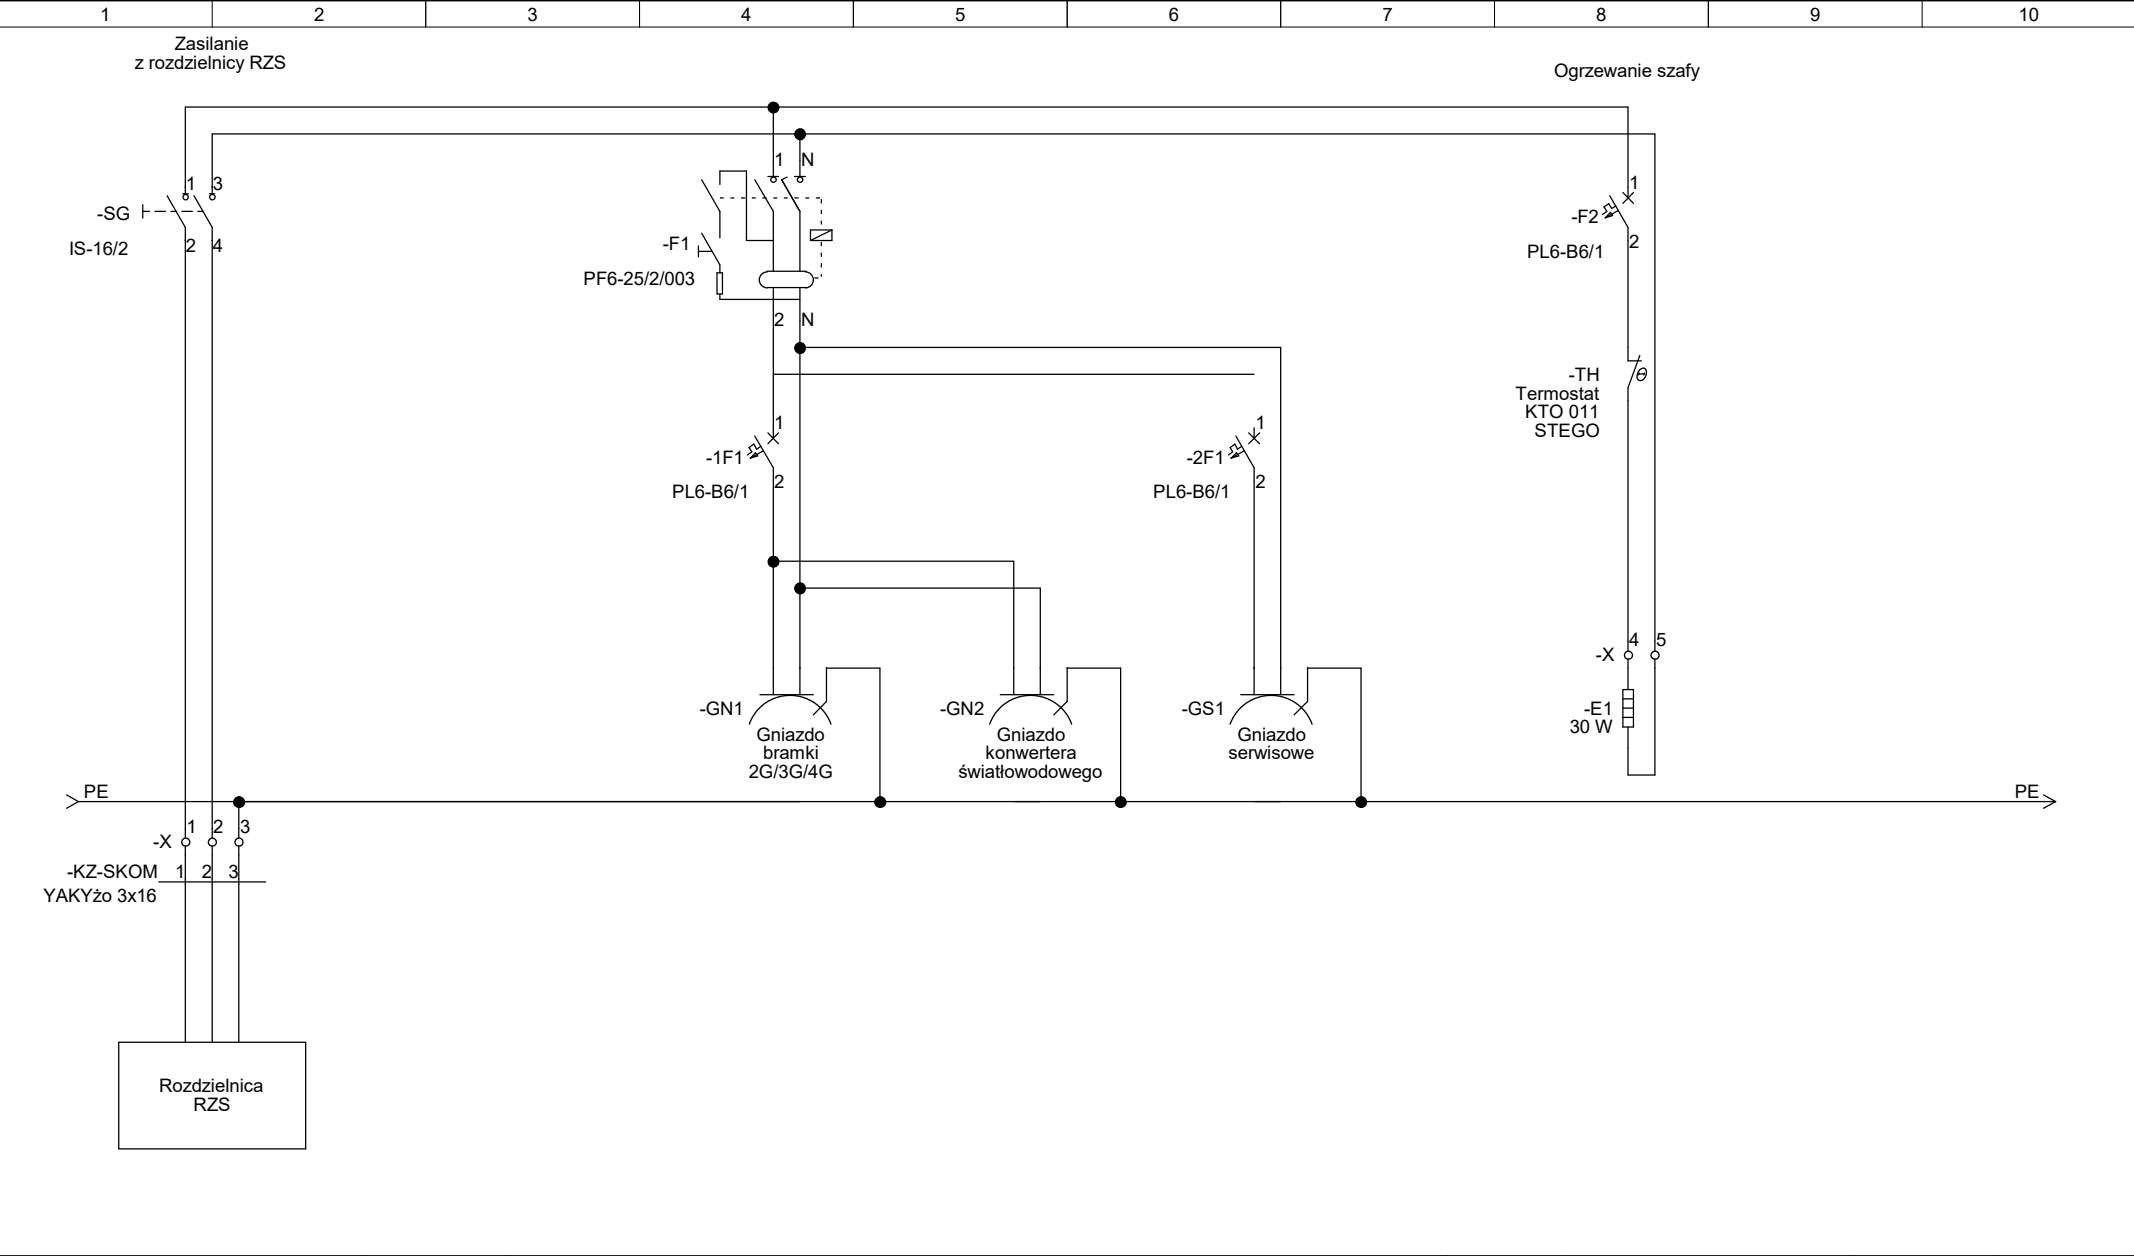 1 2 3 4 5 6 7 8 9 10
Zasilanie
z rozdzielnicy RZS
Ogrzewanie szafy
1 3
-SG
IS-16/2
2 4
1 N
-F1
PF6-25/2/003
2 N
1
-F2
PL6-B6/1
2
-TH θ
Termostat
KTO 011
STEGO
1
-1F1
PL6-B6/1
2
1
-2F1
PL6-B6/1
2
4 5
-X
-E1
30 W
-GN1
Gniazdo
bramki
2G/3G/4G
-GN2
Gniazdo
konwertera
światłowodowego
-GS1
Gniazdo
serwisowe
PE PE
1 2 3
-X
-KZ-SKOM 1 2 3
YAKYżo 3x16
Rozdzielnica
RZS